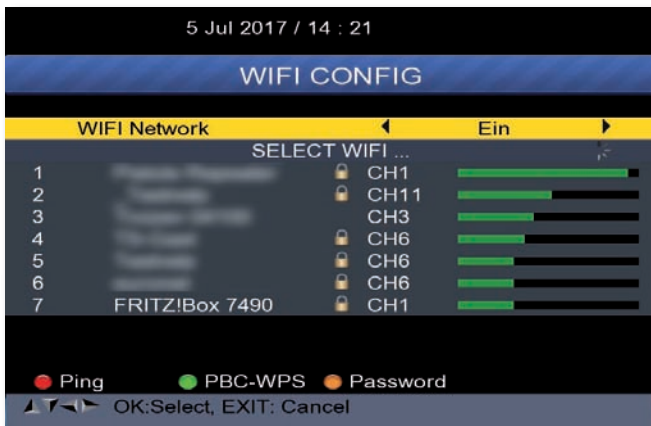 5 Jul 2017 / 14 : 21
WIFI CONFIG
WIFI Network Ein
SELECT WIFI ...
1 CH1
2 CH11
3 CH3
4 CH6
5 CH6
6 CH6
7 FRITZ!Box 7490 CH1
Ping PBC-WPS Password
OK:Select, EXIT: Cancel